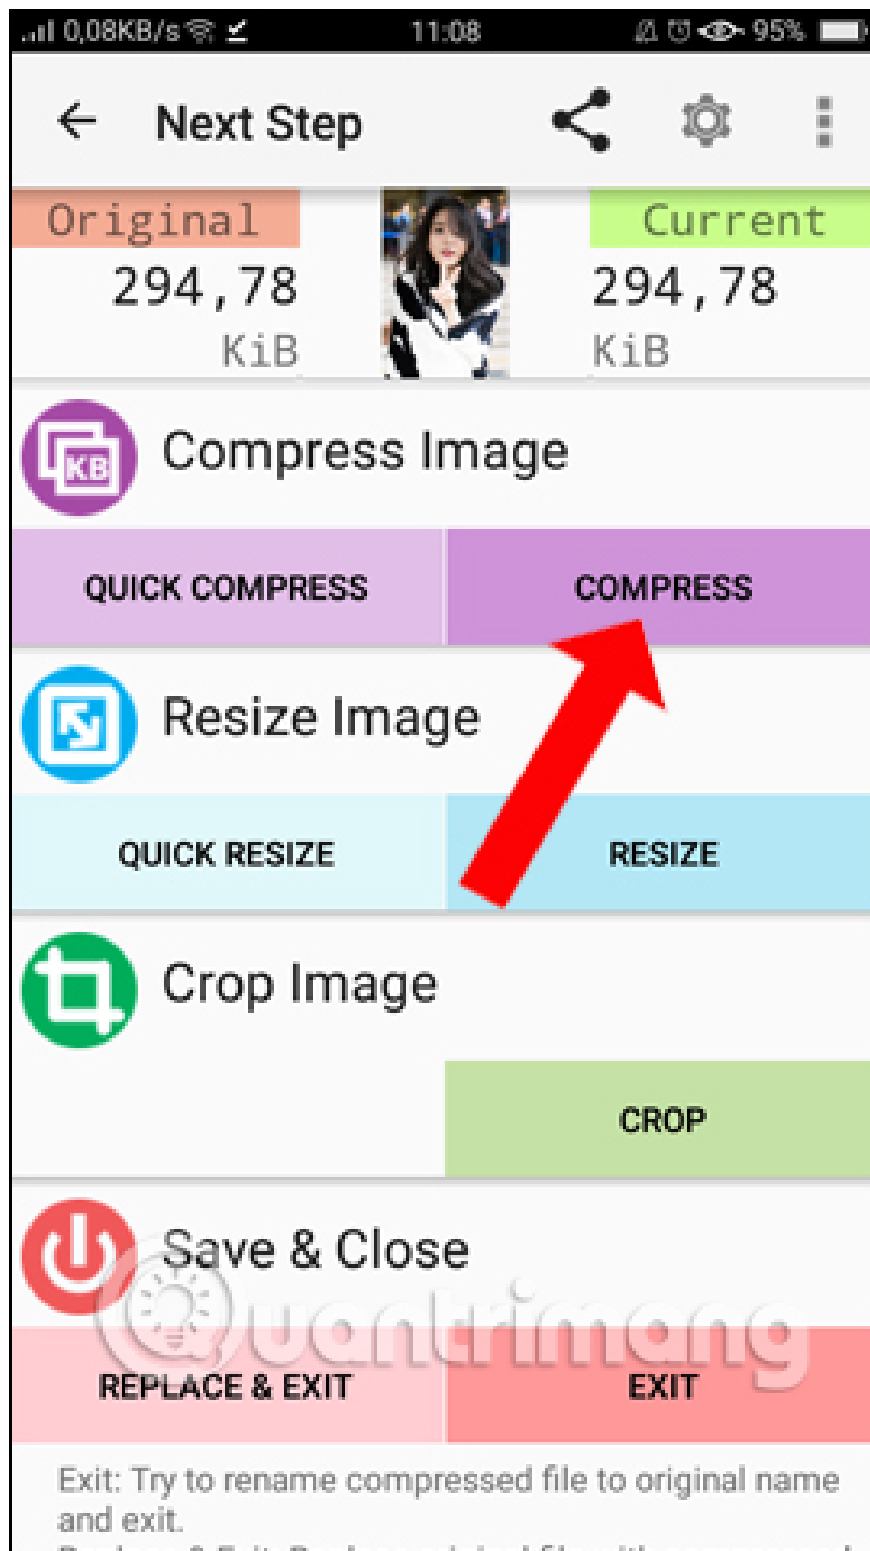 0,08KB/s
11:08
95%
Next Step
Original
Current
294,78
294,78
KiB
KiB
KB
Compress Image
QUICK COMPRESS
COMPRESS
Resize Image
QUICK RESIZE
RESIZE
Crop Image
CROP
Save & Close
Quantrimang
REPLACE & EXIT
EXIT
Exit: Try to rename compressed file to original name
and exit.